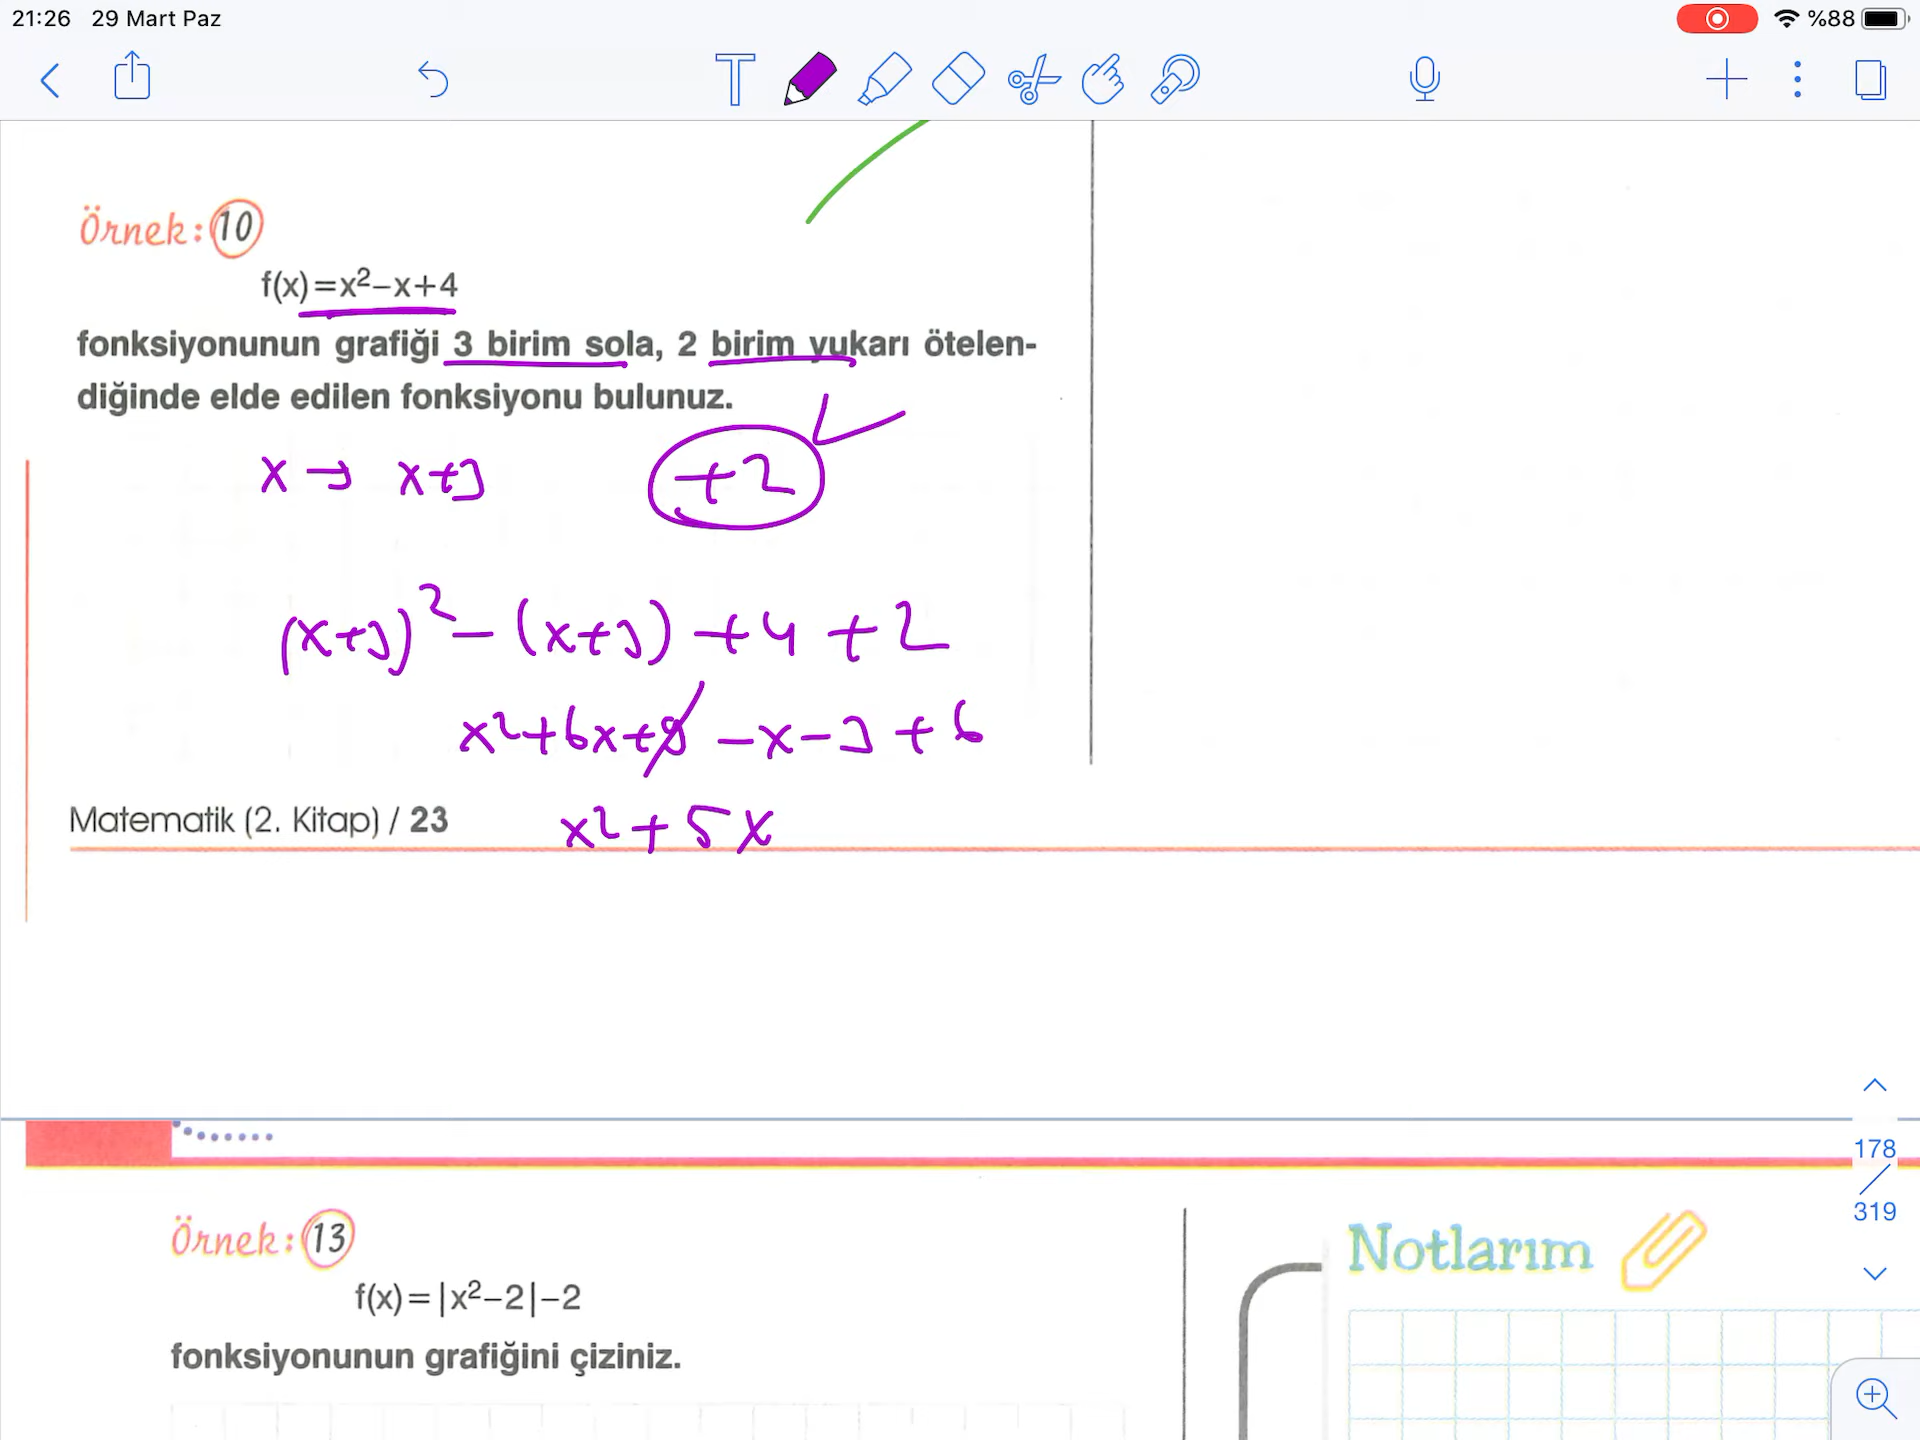 21:26 29 Mart Paz %88
Örnek: 10
f(x)=x²−x+4
fonksiyonunun grafiği 3 birim sola, 2 birim yukarı ötelen-
diğinde elde edilen fonksiyonu bulunuz.
x → x+3 +2
(x+3)² − (x+3) +4 +2
x²+6x+9 −x−3 +6
x²+5x
Matematik (2. Kitap) / 23
178
319
Örnek: 13
f(x)=|x²−2|−2
fonksiyonunun grafiğini çiziniz.
Notlarım